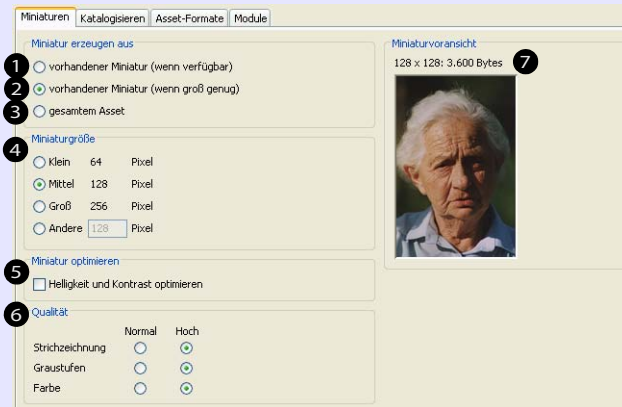 Miniaturen Katalogisieren Asset-Formate Module
Miniatur erzeugen aus
1 vorhandener Miniatur (wenn verfügbar)
2 vorhandener Miniatur (wenn groß genug)
3 gesamtem Asset
4 Miniaturgröße
Klein 64 Pixel
Mittel 128 Pixel
Groß 256 Pixel
Andere 128 Pixel
Miniatur optimieren
5 Helligkeit und Kontrast optimieren
6 Qualität
Normal Hoch
Strichzeichnung
Graustufen
Farbe
Miniaturvoransicht
128 x 128: 3.600 Bytes 7